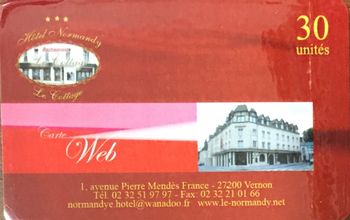 Hôtel Normandy
Restaurant
Le Cottage
30
unités
Carte
Web
1, avenue Pierre Mendès France - 27200 Vernon
Tél. 02 32 51 97 97 - Fax. 02 32 21 01 66
normandye.hotel@wanadoo.fr www.le-normandy.net